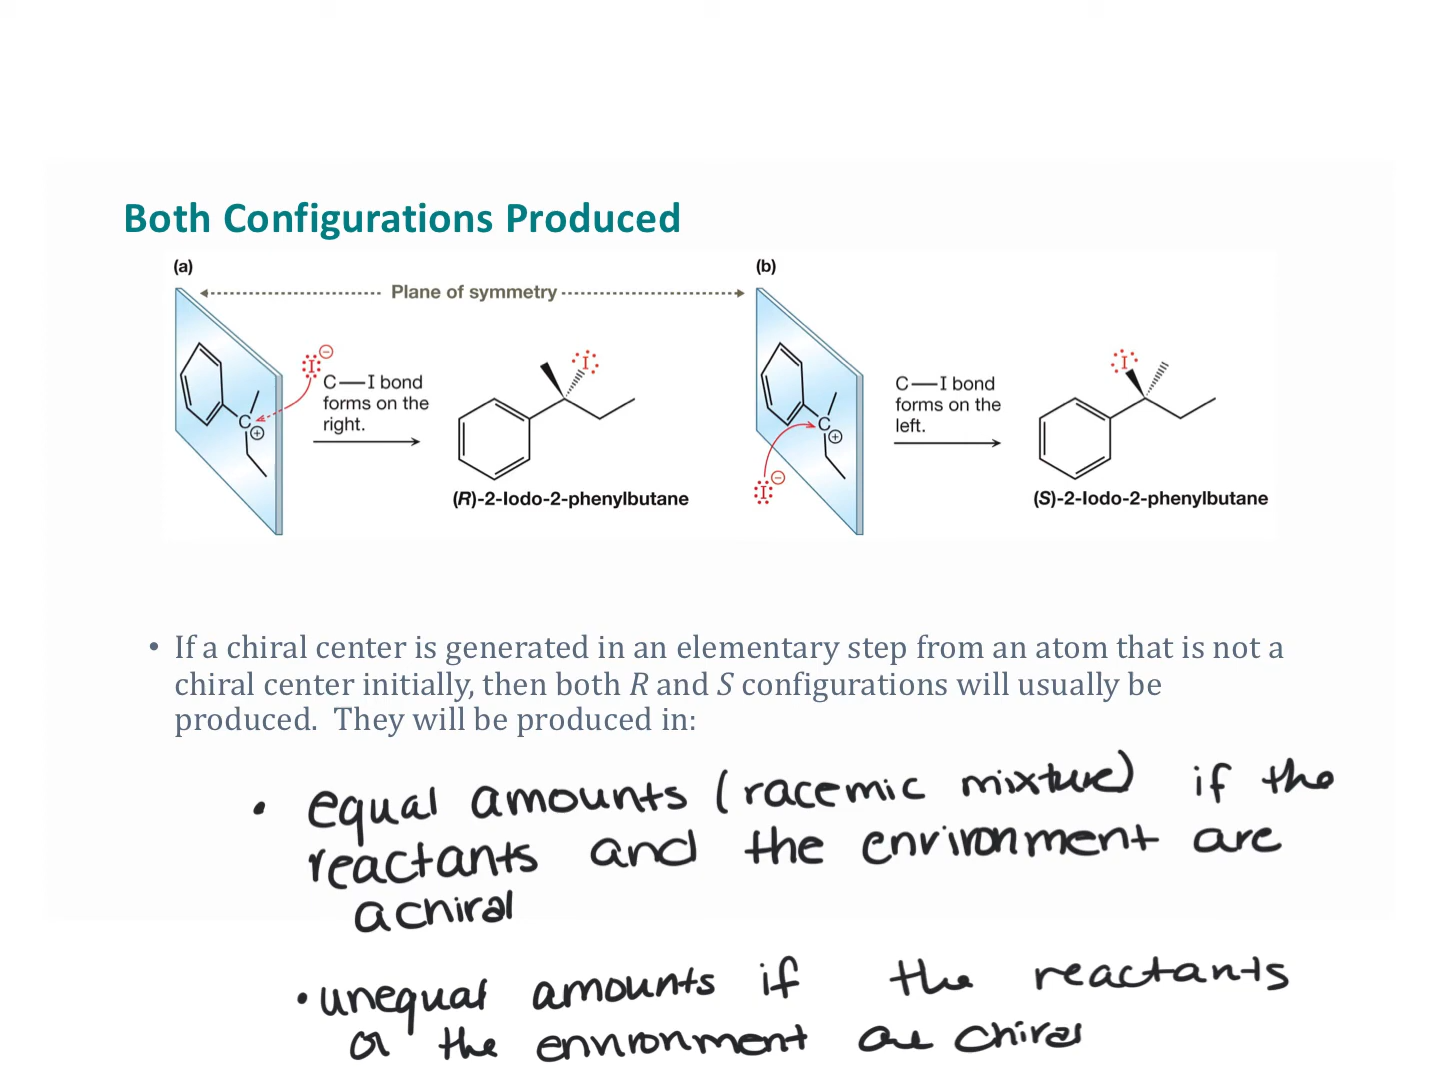 Both Configurations Produced
(a)
Plane of symmetry
(b)
I
C—I bond
forms on the
right.
C
I
(R)-2-Iodo-2-phenylbutane
C—I bond
forms on the
left.
C
I
I
(S)-2-Iodo-2-phenylbutane
• If a chiral center is generated in an elementary step from an atom that is not a
chiral center initially, then both R and S configurations will usually be
produced. They will be produced in:
• equal amounts (racemic mixture) if the
reactants and the environment are
achiral
• unequal amounts if the reactants
or the environment are chiral